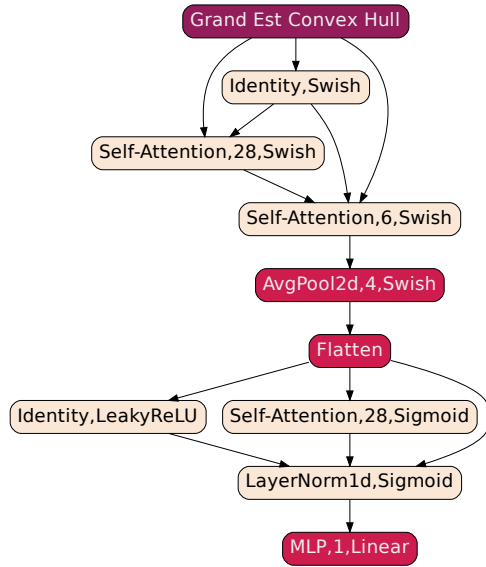 Grand Est Convex Hull
Identity,Swish
Self-Attention,28,Swish
Self-Attention,6,Swish
AvgPool2d,4,Swish
Flatten
Identity,LeakyReLU
Self-Attention,28,Sigmoid
LayerNorm1d,Sigmoid
MLP,1,Linear